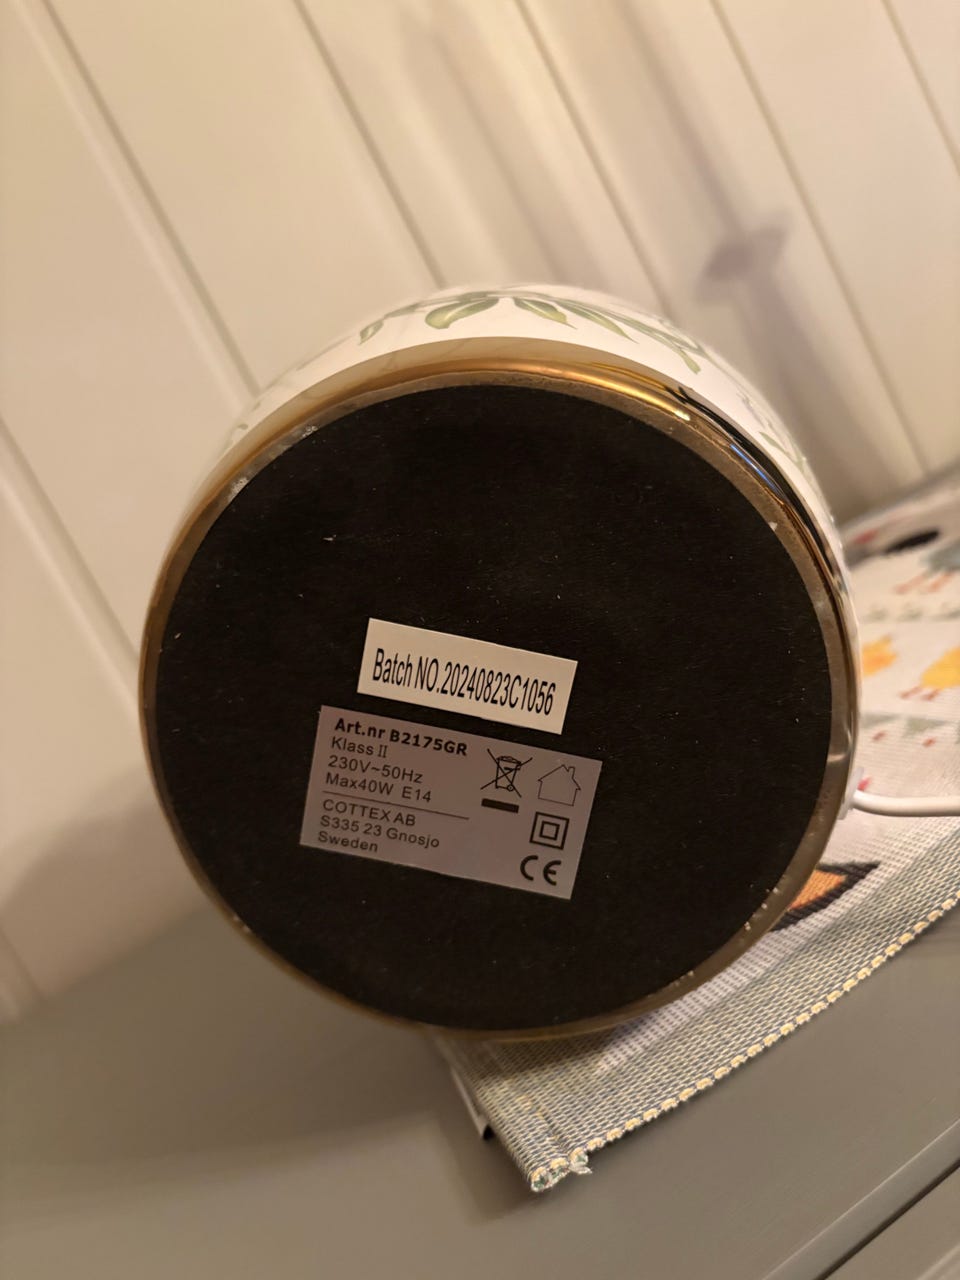 Batch NO.20240823C1056
Art.nr B2175GR
Klass II
230V~50Hz
Max40W E14
COTTEX AB
S335 23 Gnosjo
Sweden
CE